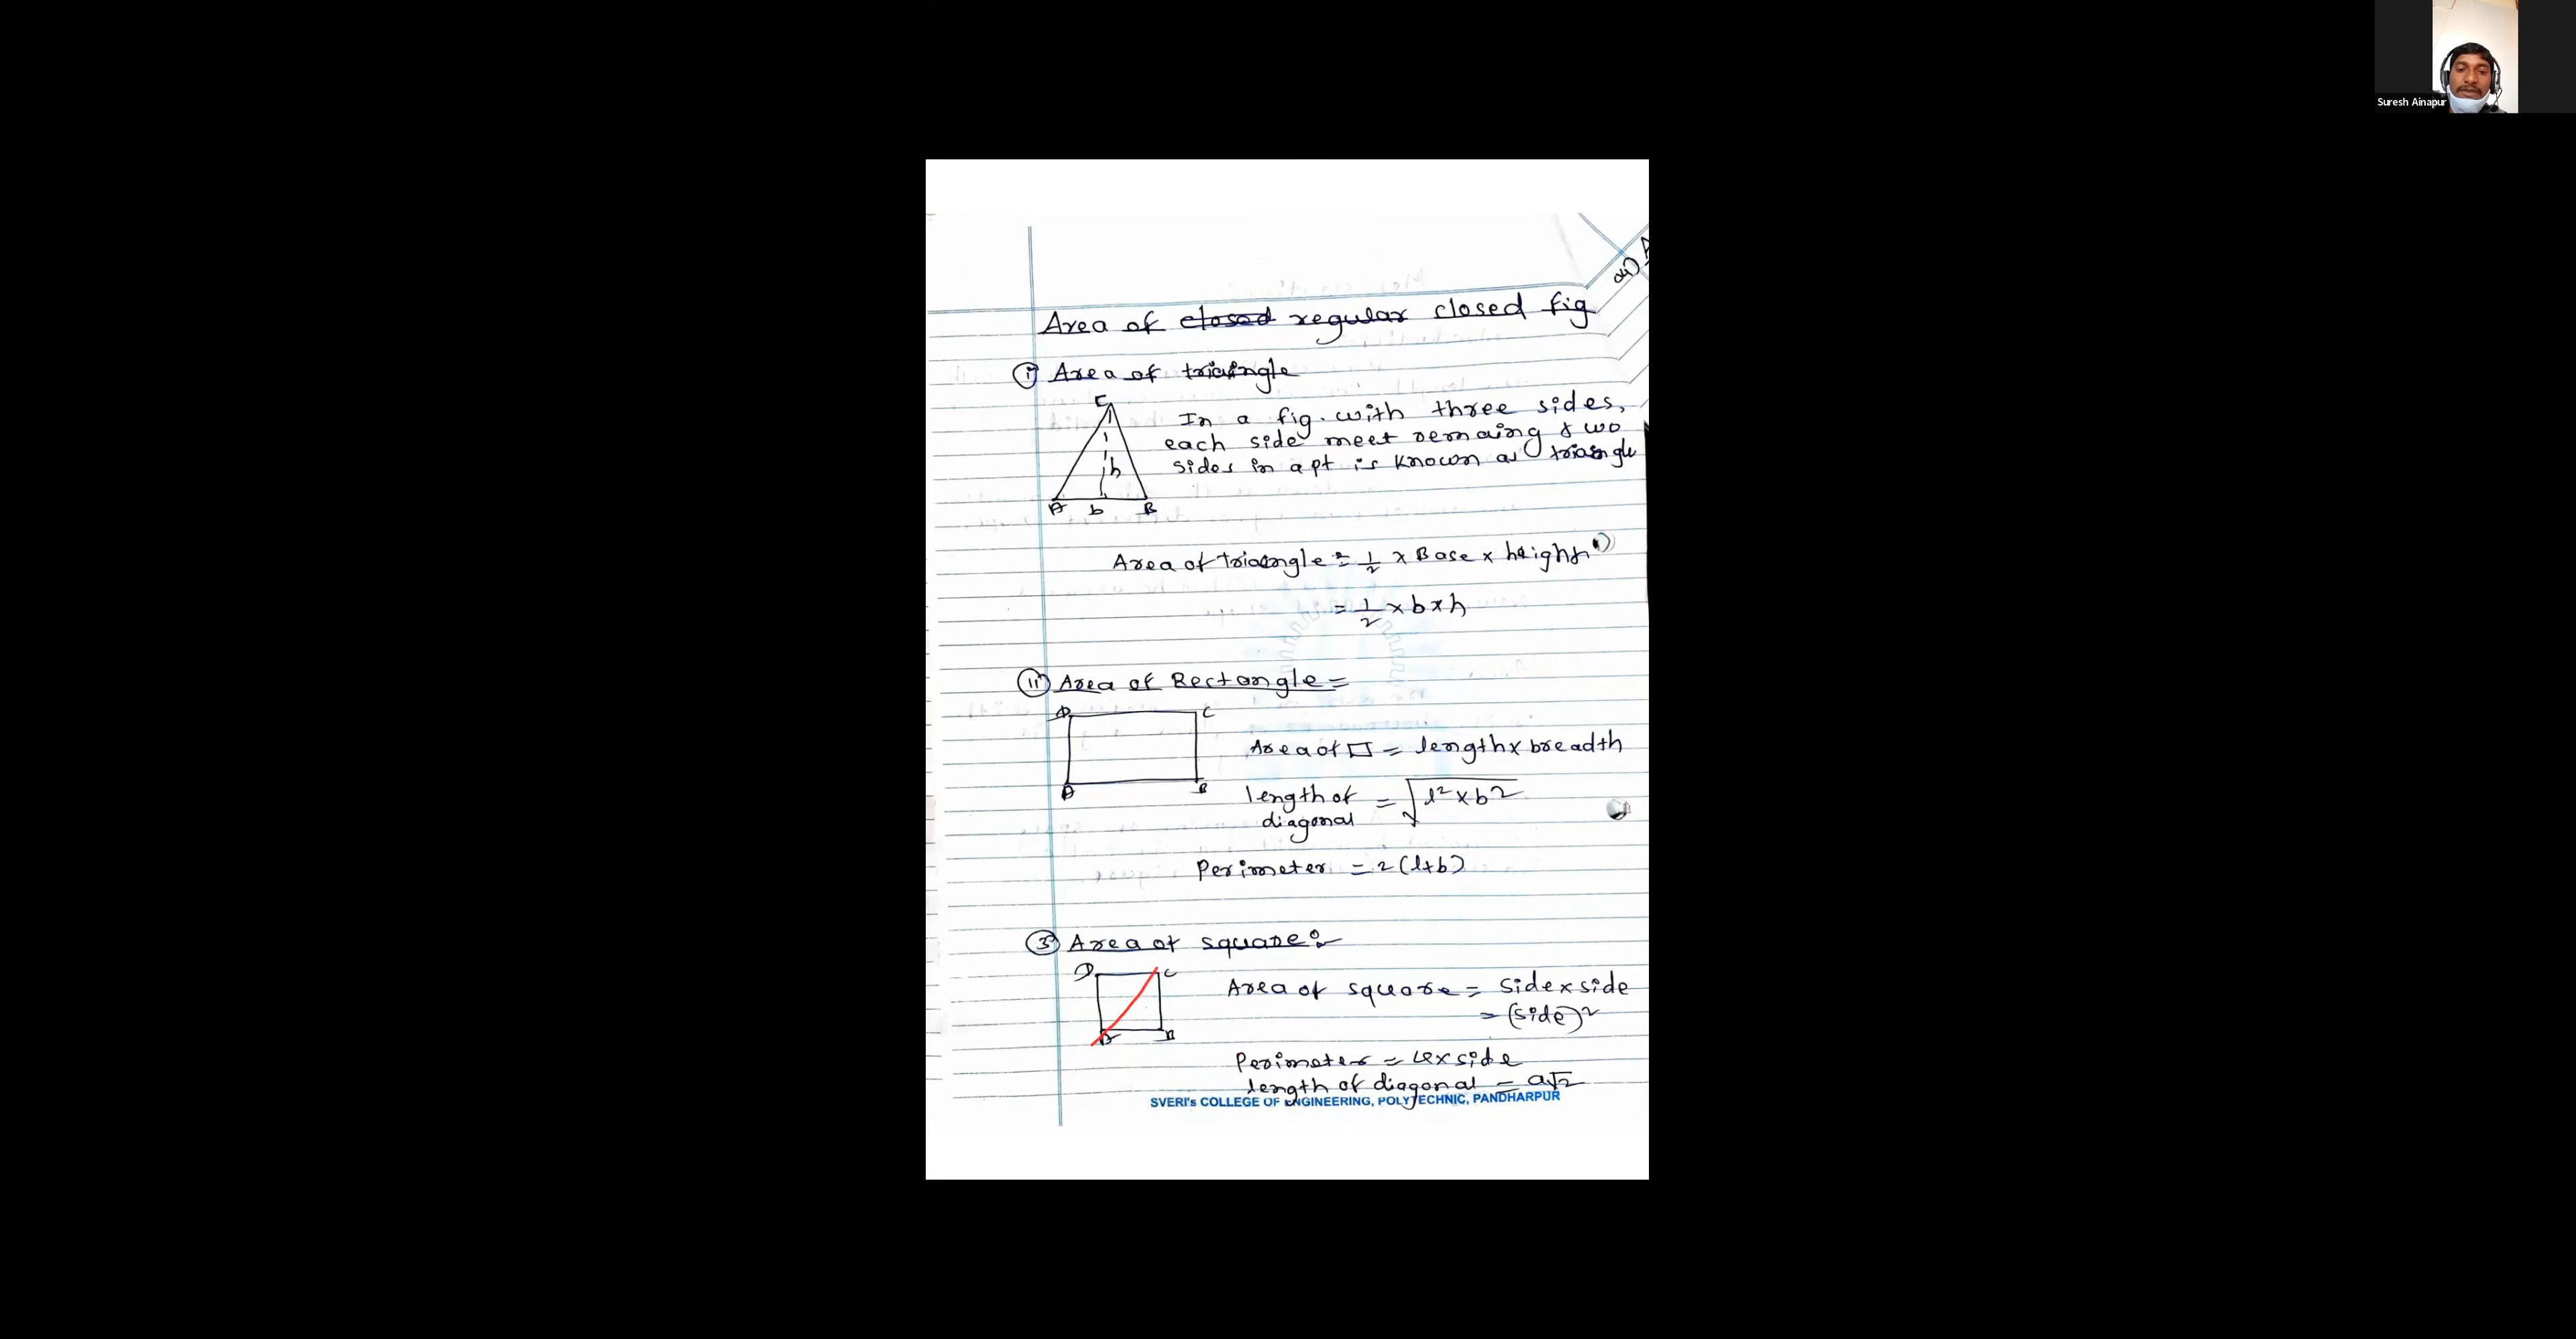 Suresh Ainapur
Area of closed regular closed fig
i) Area of triangle
C
In a fig. with three sides,
each side meet remaing two
sides in a pt is known as triangle
h
A b B
Area of triangle = 1/2 x Base x height
= 1/2 x b x h
ii) Area of Rectangle =
D C
Area of □ = length x breadth
A B
length of diagonal = √l² x b²
Perimeter = 2(l+b)
3) Area of square:-
D C
Area of square = side x side
= (side)²
A B
Perimeter = 4 x side
length of diagonal = a√2
SVERI's COLLEGE OF ENGINEERING, POLYTECHNIC, PANDHARPUR